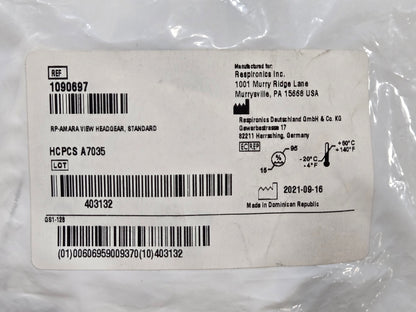 REF
1090697
RP-AMARA VIEW HEADGEAR, STANDARD
HCPCS A7035
LOT
403132
GS1-128
(01)00606959009370(10)403132
Manufactured for:
Respironics Inc.
1001 Murry Ridge Lane
Murrysville, PA 15668 USA
Respironics Deutschland GmbH & Co. KG
Gewerbestrasse 17
82211 Herrsching, Germany
EC REP
95
%
15
+60°C
+140°F
-20°C
-4°F
2021-09-16
Made in Dominican Republic